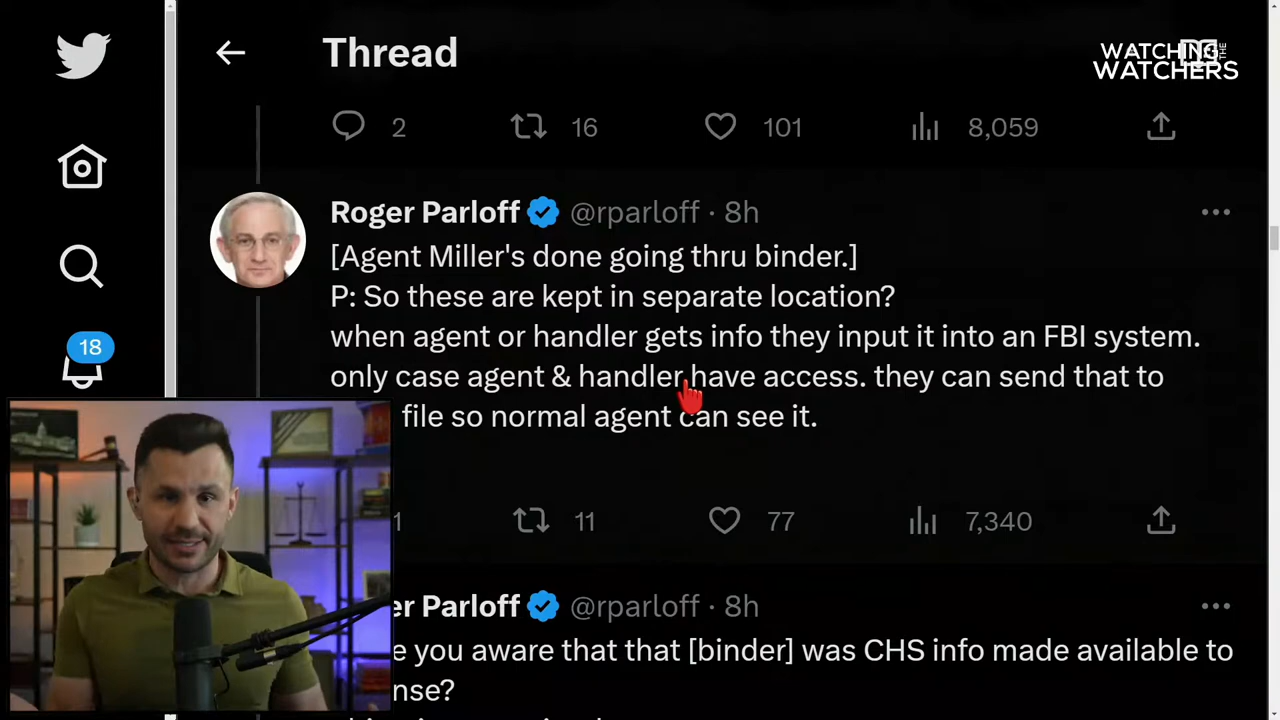 Thread
WATCHING THE
WATCHERS
2 16 101 8,059
Roger Parloff @rparloff · 8h
[Agent Miller's done going thru binder.]
P: So these are kept in separate location?
when agent or handler gets info they input it into an FBI system.
only case agent & handler have access. they can send that to
file so normal agent can see it.
18
1 11 77 7,340
er Parloff @rparloff · 8h
e you aware that that [binder] was CHS info made available to
nse?